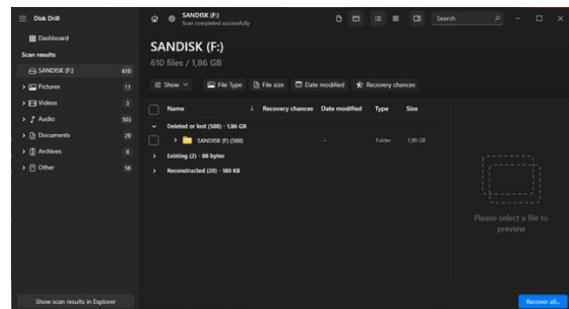 Disk Drill
Dashboard
Scan results
SANDISK (F:) 610
Pictures 11
Videos 3
Audio 503
Documents 29
Archives 8
Other 56
Show scan results in Explorer
SANDISK (F:)
Scan completed successfully
Search
SANDISK (F:)
610 files / 1,86 GB
Show
File Type
File size
Date modified
Recovery chances
Name Recovery chances Date modified Type Size
Deleted or lost (588) - 1,86 GB
SANDISK (F) (588) - Folder 1,86 GB
Existing (2) - 88 bytes
Reconstructed (20) - 180 KB
Please select a file to
preview
Recover all...